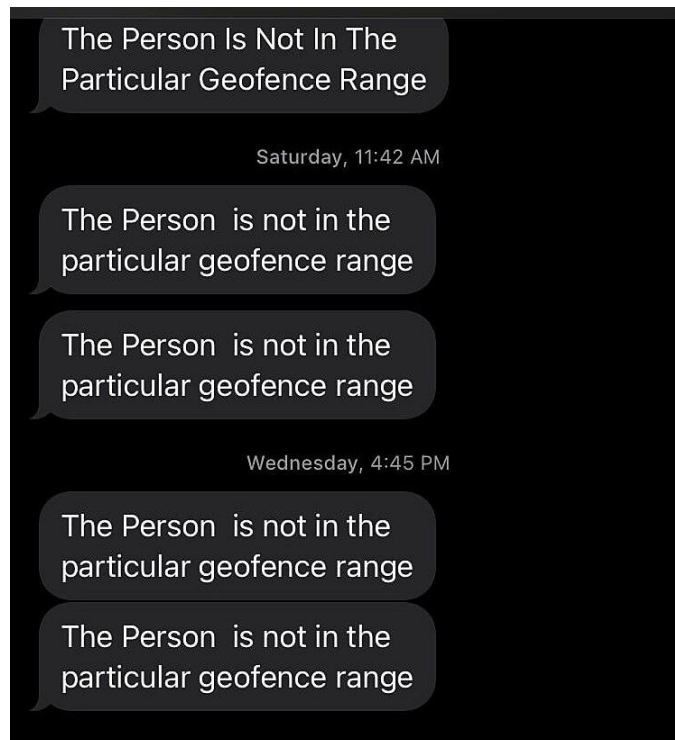 The Person Is Not In The
Particular Geofence Range
Saturday, 11:42 AM
The Person  is not in the
particular geofence range
The Person  is not in the
particular geofence range
Wednesday, 4:45 PM
The Person  is not in the
particular geofence range
The Person  is not in the
particular geofence range